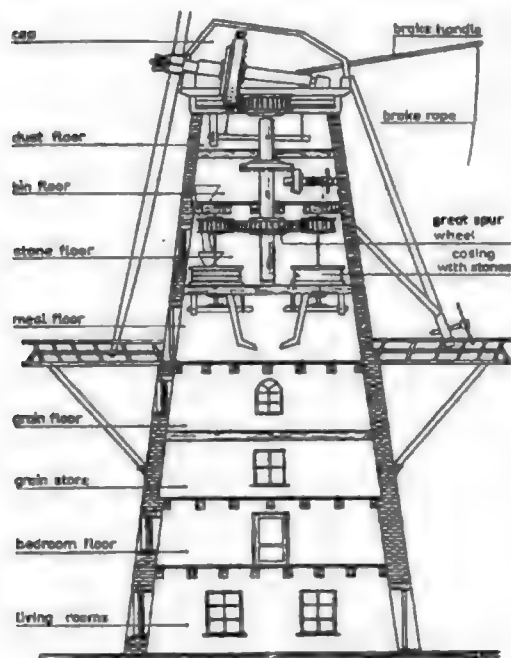 cap
brake handle
brake rope
dust floor
bin floor
great spur
wheel
stone floor
casing
with stones
meal floor
grain floor
grain store
bedroom floor
living rooms